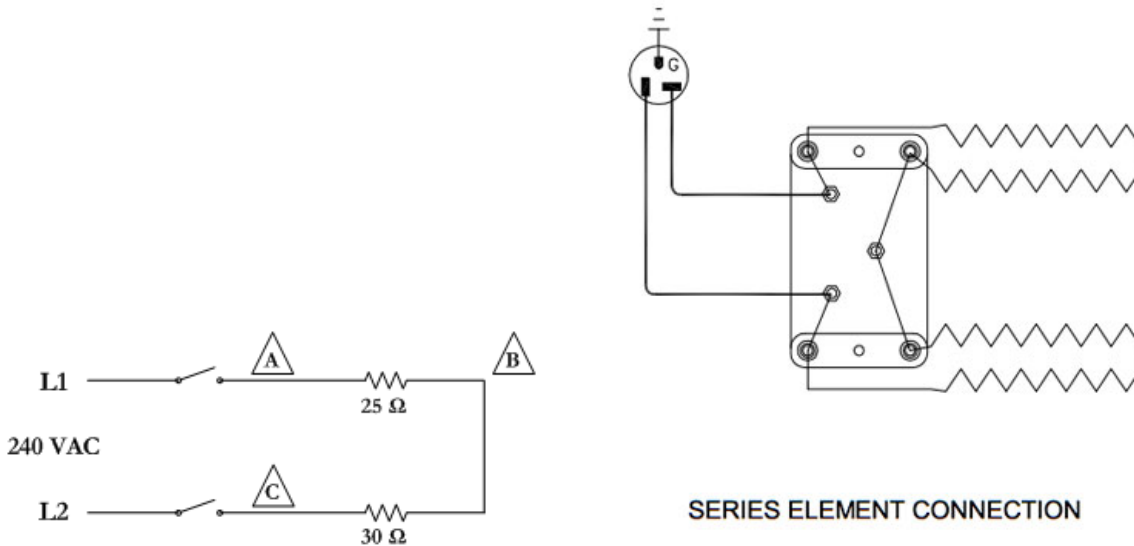 G
A
B
L1
25 Ω
240 VAC
C
L2
30 Ω
SERIES ELEMENT CONNECTION